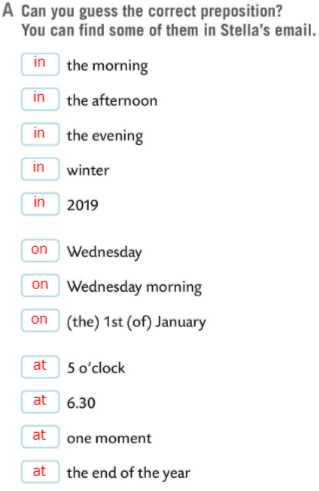 A Can you guess the correct preposition?
You can find some of them in Stella's email.
in the morning
in the afternoon
in the evening
in winter
in 2019
on Wednesday
on Wednesday morning
on (the) 1st (of) January
at 5 o'clock
at 6.30
at one moment
at the end of the year